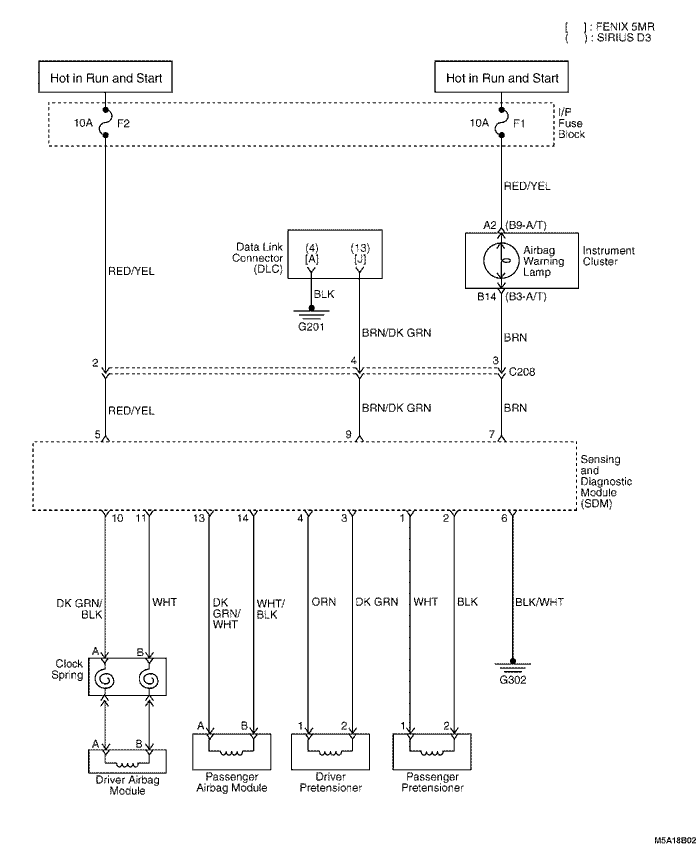 [ ] : FENIX 5MR
( ) : SIRIUS D3
Hot in Run and Start
Hot in Run and Start
10A
F2
10A
F1
I/P
Fuse
Block
RED/YEL
A2
(B9-A/T)
Data Link
Connector
(DLC)
(4)
[A]
(13)
[J]
Airbag
Warning
Lamp
Instrument
Cluster
RED/YEL
BLK
B14
(B3-A/T)
G201
BRN/DK GRN
BRN
2
4
3
C208
RED/YEL
BRN/DK GRN
BRN
5
9
7
Sensing
and
Diagnostic
Module
(SDM)
10
11
13
14
4
3
1
2
6
DK GRN/
BLK
WHT
DK
GRN/
WHT
WHT/
BLK
ORN
DK GRN
WHT
BLK
BLK/WHT
A
B
Clock
Spring
G302
A
B
1
2
1
2
A
B
Driver Airbag
Module
Passenger
Airbag Module
Driver
Pretensioner
Passenger
Pretensioner
M5A18B02